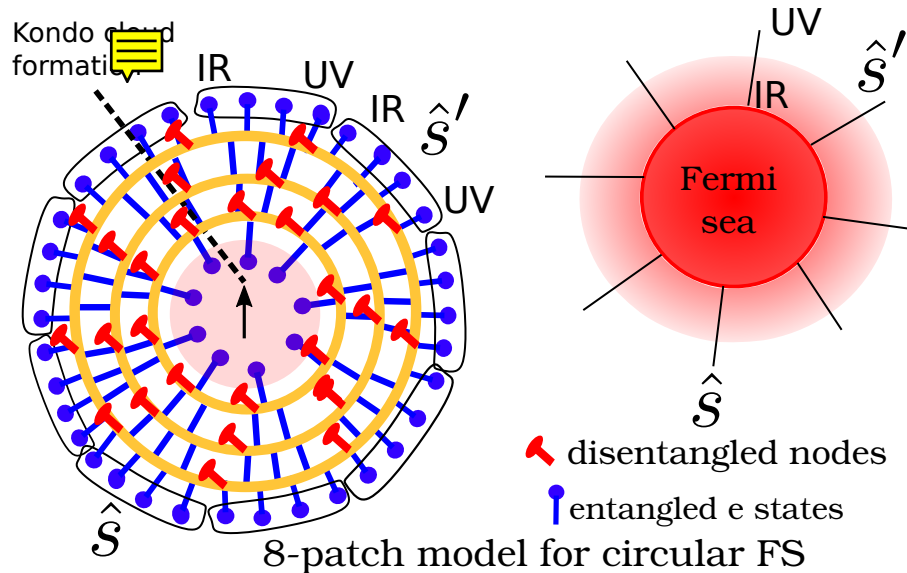 Kondo cloud
formation
IR
UV
IR
ŝ′
UV
ŝ
UV
ŝ′
IR
Fermi
sea
ŝ
disentangled nodes
entangled e states
8-patch model for circular FS